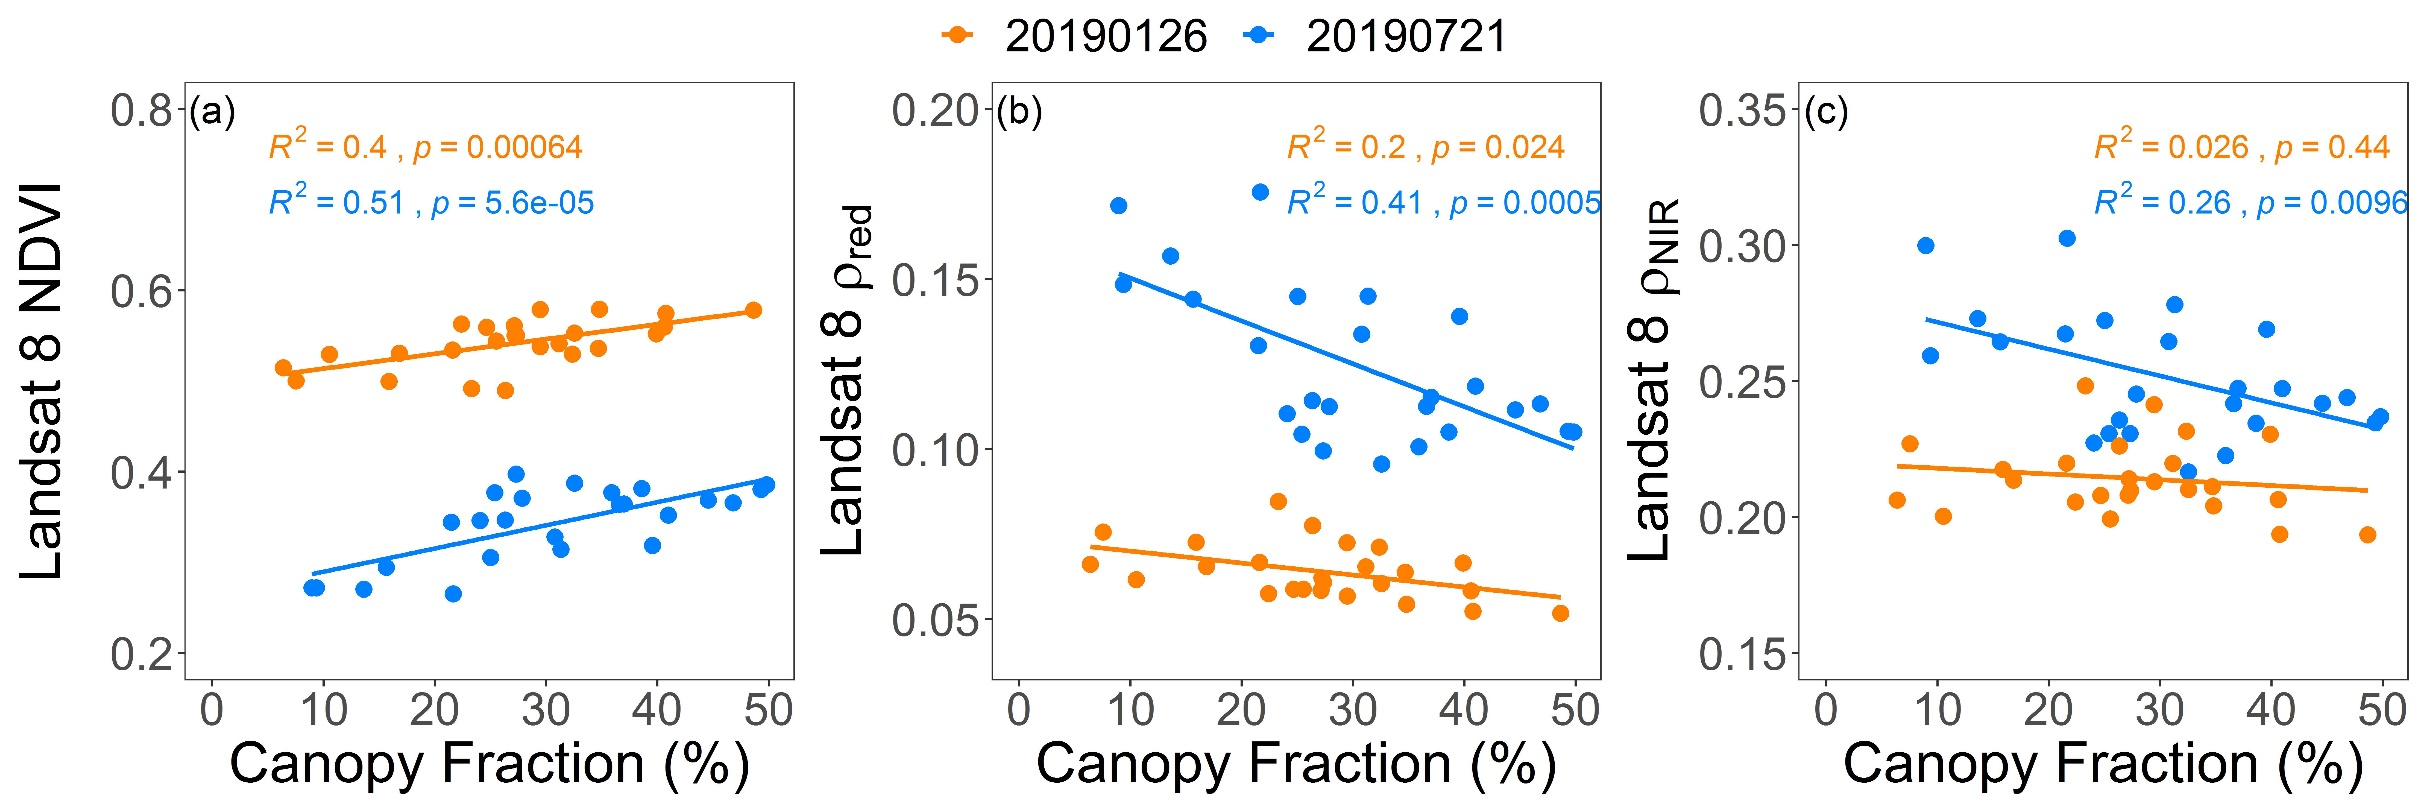 20190126 20190721
(a)
R² = 0.4 , p = 0.00064
R² = 0.51 , p = 5.6e-05
0.8
0.6
0.4
0.2
0 10 20 30 40 50
Landsat 8 NDVI
Canopy Fraction (%)
(b)
R² = 0.2 , p = 0.024
R² = 0.41 , p = 0.0005
0.20
0.15
0.10
0.05
0 10 20 30 40 50
Landsat 8 ρred
Canopy Fraction (%)
(c)
R² = 0.026 , p = 0.44
R² = 0.26 , p = 0.0096
0.35
0.30
0.25
0.20
0.15
0 10 20 30 40 50
Landsat 8 ρNIR
Canopy Fraction (%)